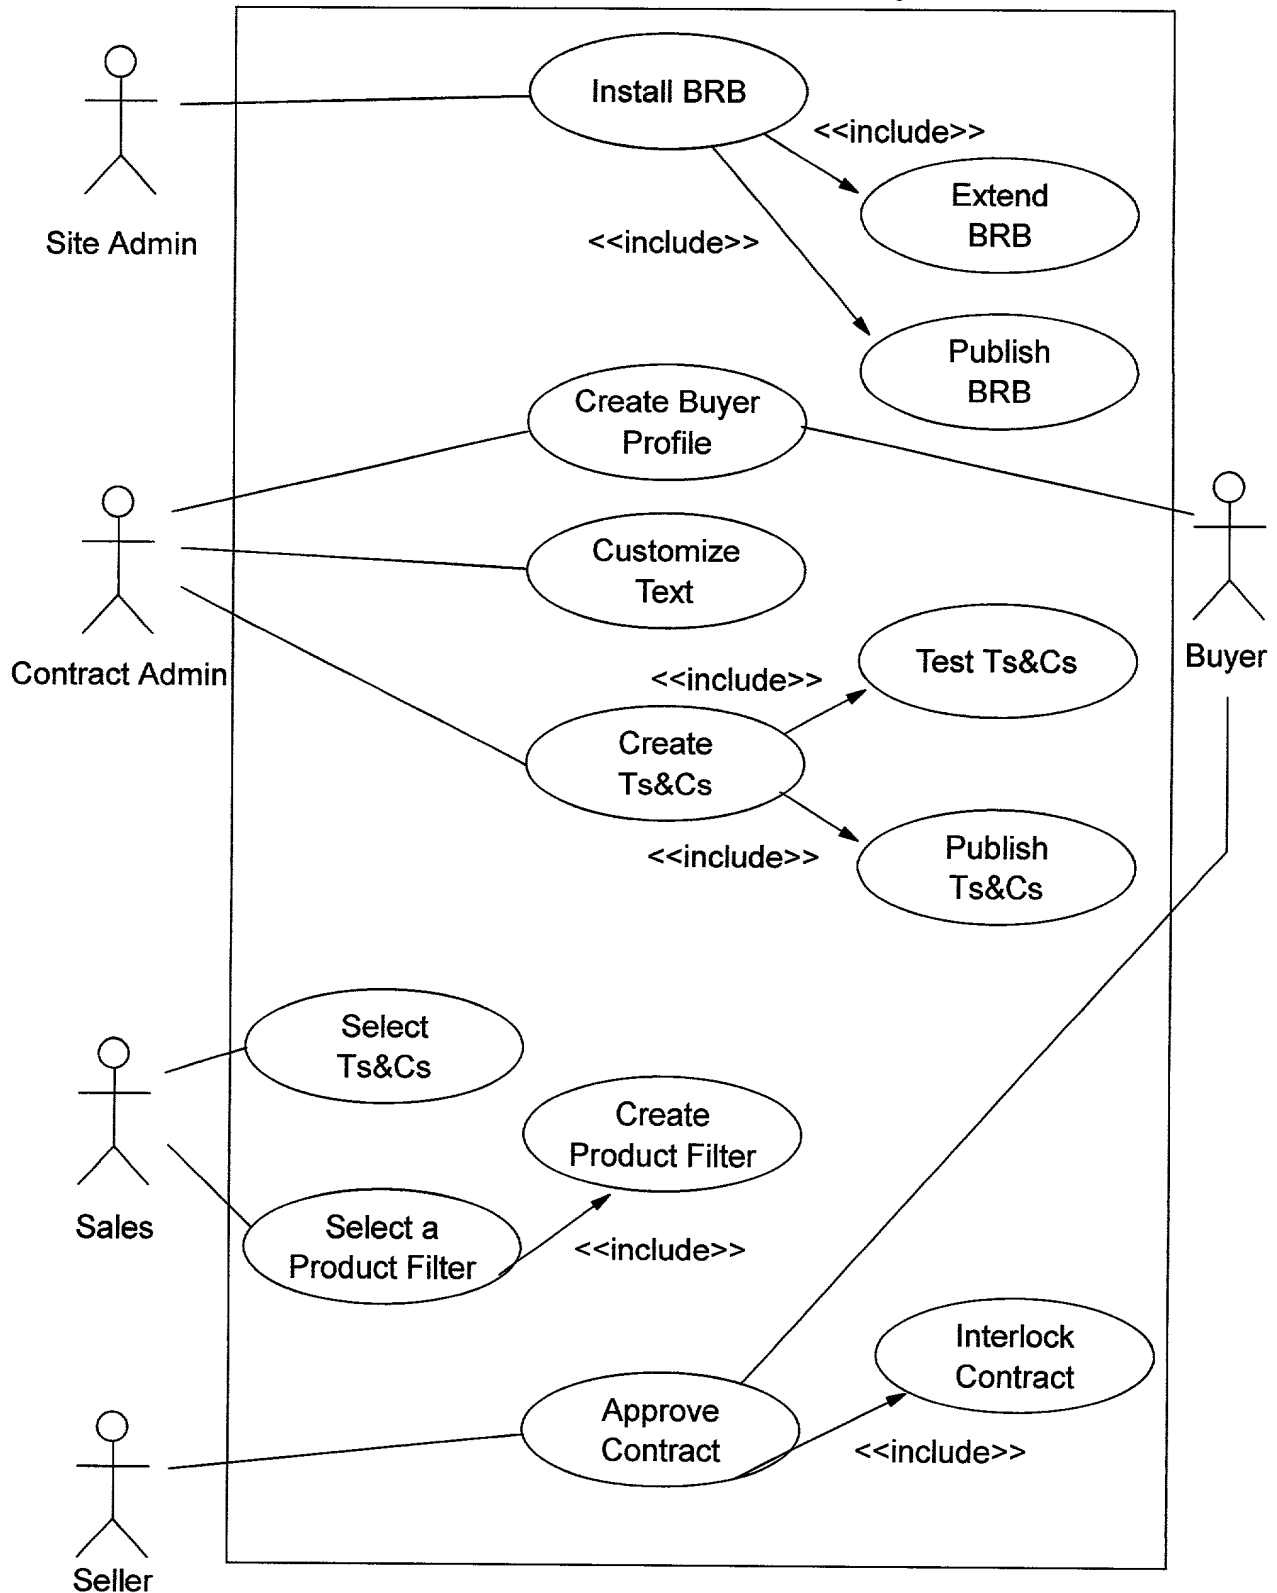 Install BRB
<<include>>
Extend
BRB
Site Admin
<<include>>
Publish
BRB
Create Buyer
Profile
Customize
Text
Contract Admin
Buyer
Test Ts&Cs
<<include>>
Create
Ts&Cs
<<include>>
Publish
Ts&Cs
Select
Ts&Cs
Create
Product Filter
Sales
Select a
Product Filter
<<include>>
Interlock
Contract
Approve
Contract
<<include>>
Seller